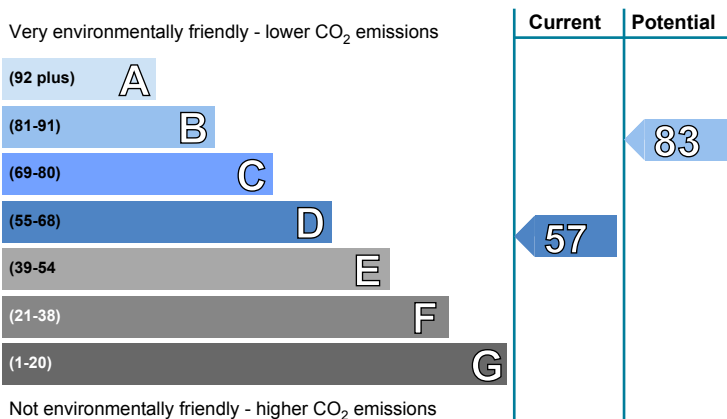 Current Potential
Very environmentally friendly - lower CO₂ emissions
(92 plus) A
(81-91) B
83
(69-80) C
(55-68) D
57
(39-54 E
(21-38) F
(1-20) G
Not environmentally friendly - higher CO₂ emissions